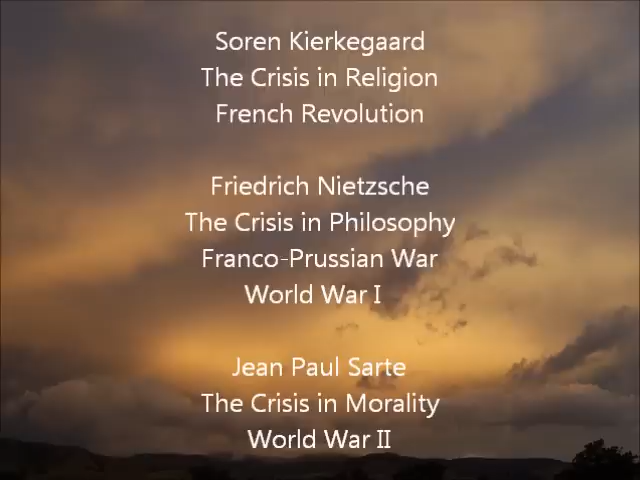 Soren Kierkegaard
The Crisis in Religion
French Revolution
Friedrich Nietzsche
The Crisis in Philosophy
Franco-Prussian War
World War I
Jean Paul Sarte
The Crisis in Morality
World War II